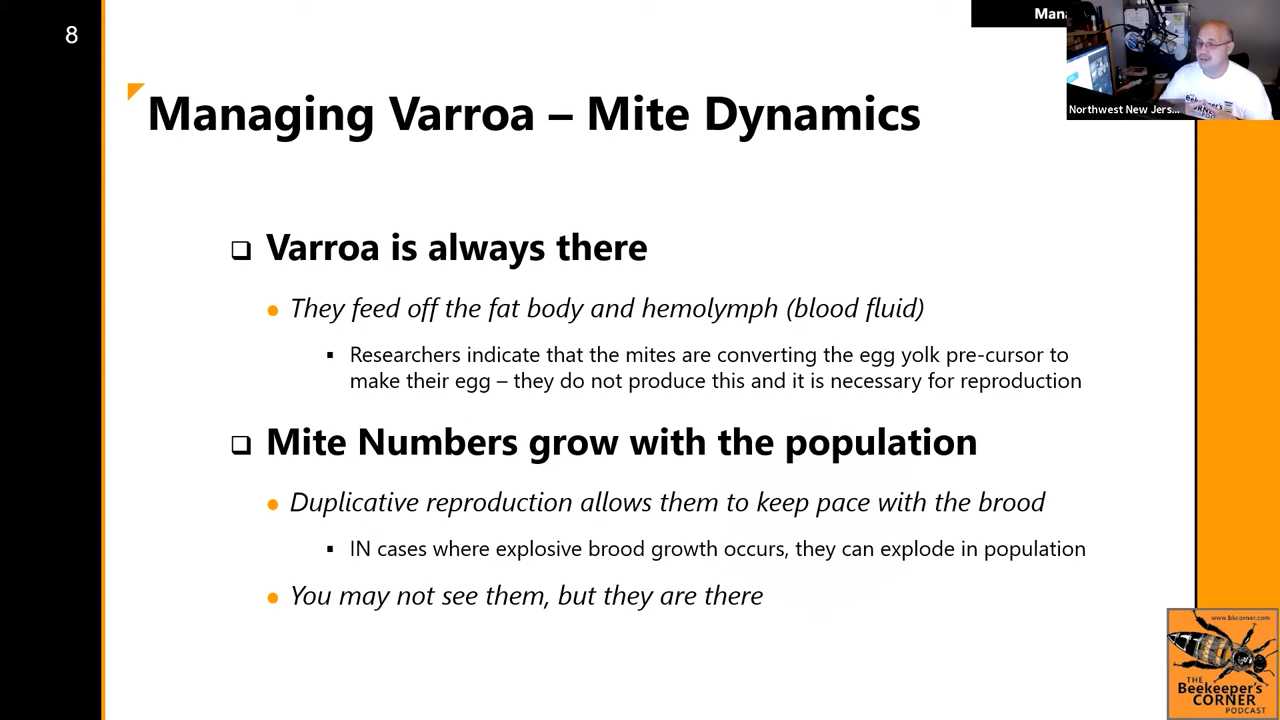 8
Managing Varroa – Mite Dynamics
Varroa is always there
They feed off the fat body and hemolymph (blood fluid)
Researchers indicate that the mites are converting the egg yolk pre-cursor to
make their egg – they do not produce this and it is necessary for reproduction
Mite Numbers grow with the population
Duplicative reproduction allows them to keep pace with the brood
IN cases where explosive brood growth occurs, they can explode in population
You may not see them, but they are there
Northwest New Jers...
www.bkcorner.com
THE
Beekeeper's
CORNER
PODCAST